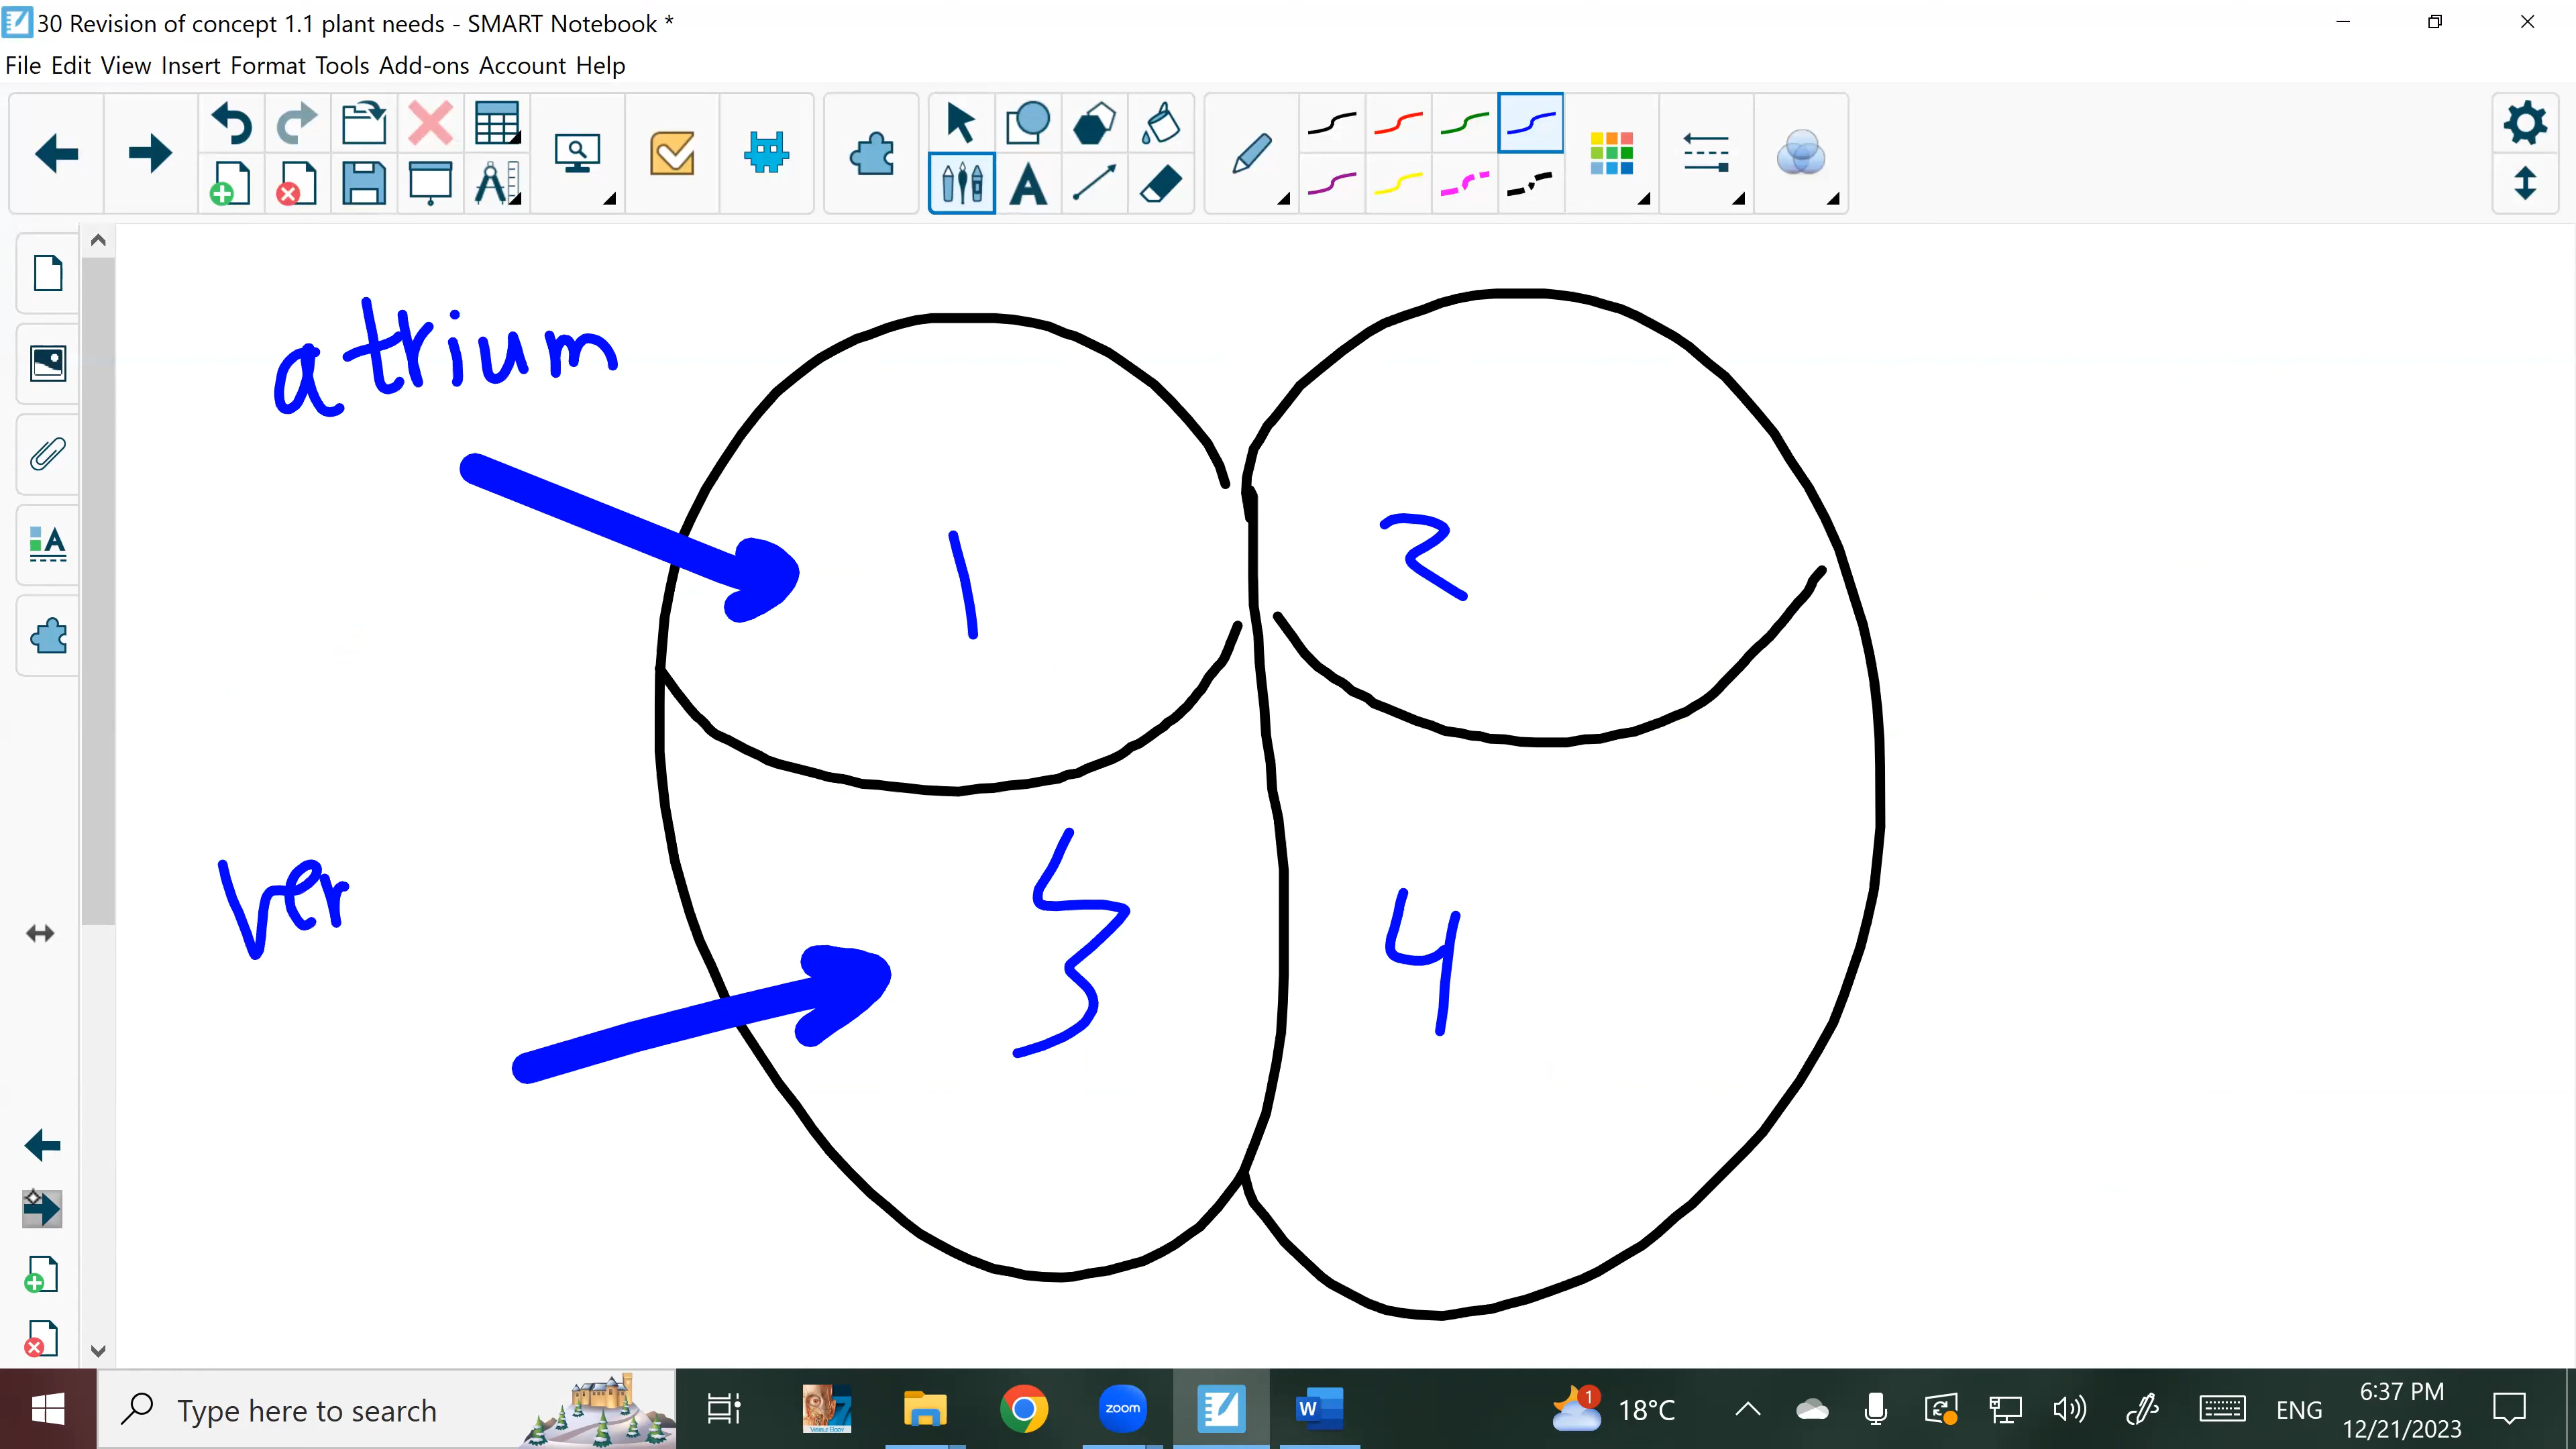 30 Revision of concept 1.1 plant needs - SMART Notebook *
File Edit View Insert Format Tools Add-ons Account Help
atrium
1
2
ver
3
4
Type here to search
zoom
W
1
18°C
ENG
6:37 PM
12/21/2023